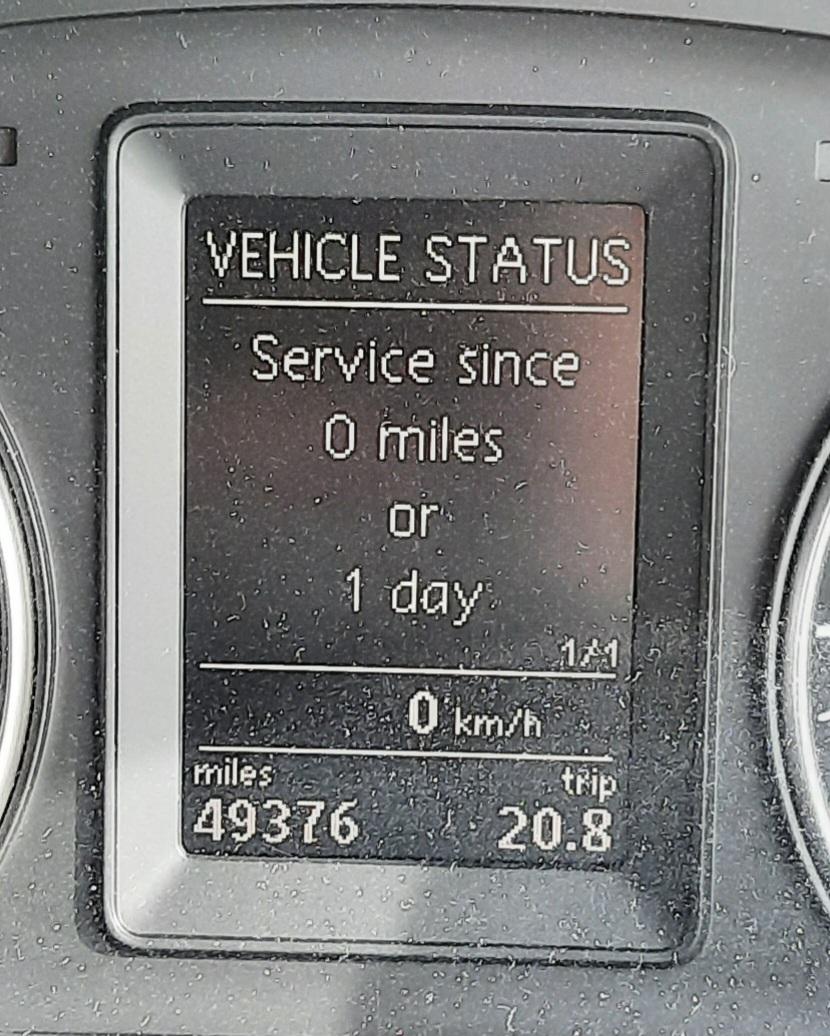 VEHICLE STATUS
Service since
0 miles
or
1 day
1/1
0 km/h
miles trip
49376 20.8